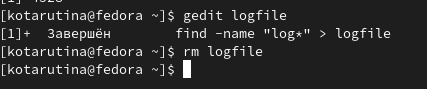 [kotarutina@fedora ~]$ gedit logfile
[1]+  Завершён        find -name "log*" > logfile
[kotarutina@fedora ~]$ rm logfile
[kotarutina@fedora ~]$